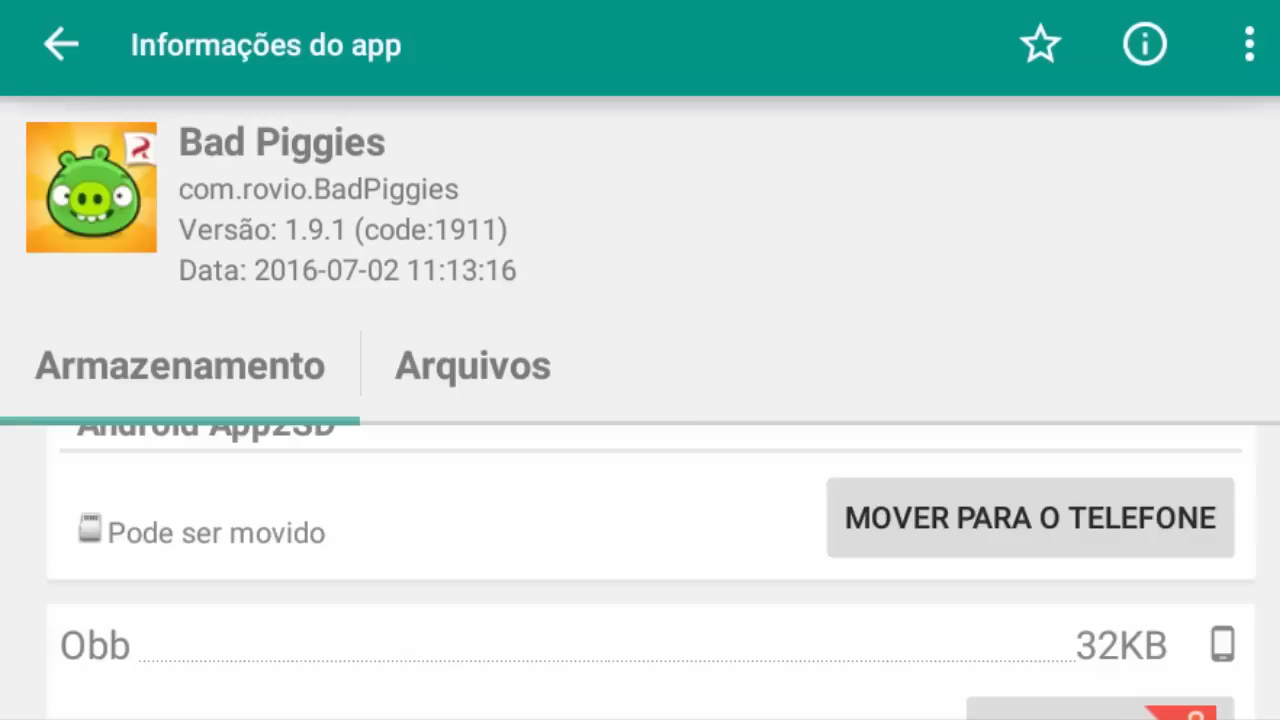 Informações do app
Bad Piggies
com.rovio.BadPiggies
Versão: 1.9.1 (code:1911)
Data: 2016-07-02 11:13:16
Armazenamento
Arquivos
Android App2SD
Pode ser movido
MOVER PARA O TELEFONE
Obb
32KB